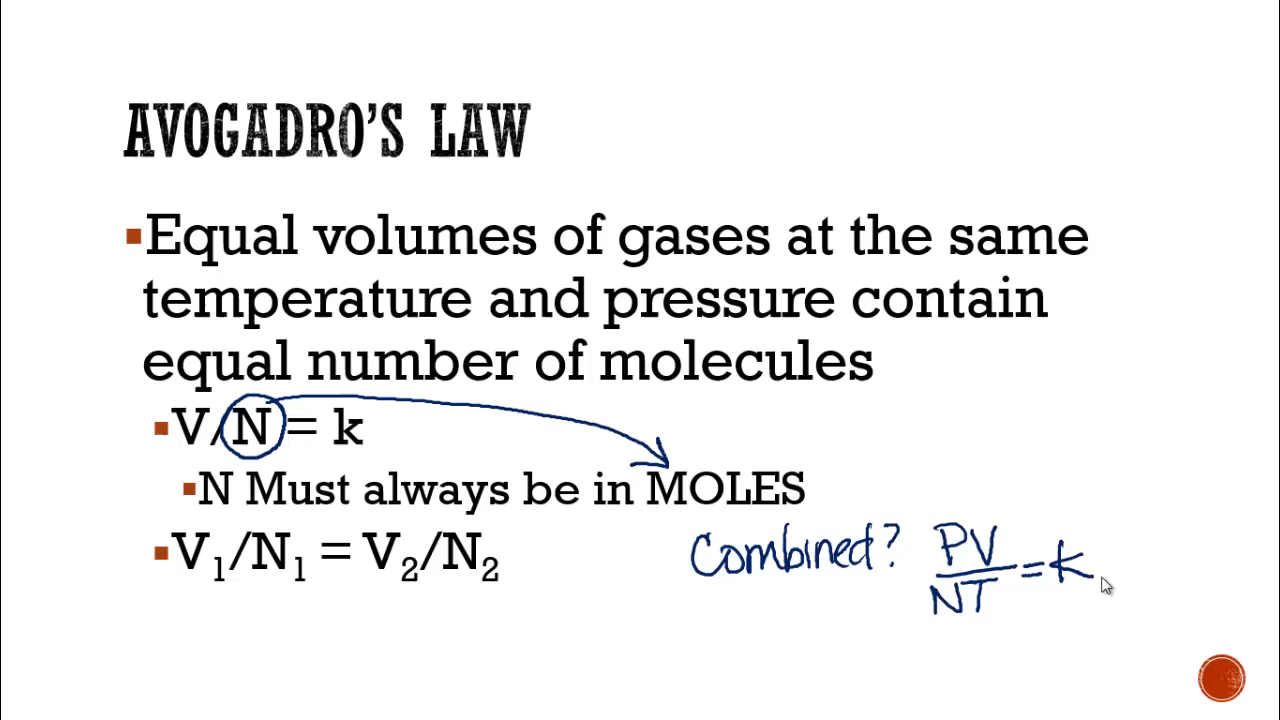 AVOGADRO'S LAW
▪Equal volumes of gases at the same
temperature and pressure contain
equal number of molecules
▪V/N = k
▪N Must always be in MOLES
▪V₁/N₁ = V₂/N₂
Combined? PV/NT = k